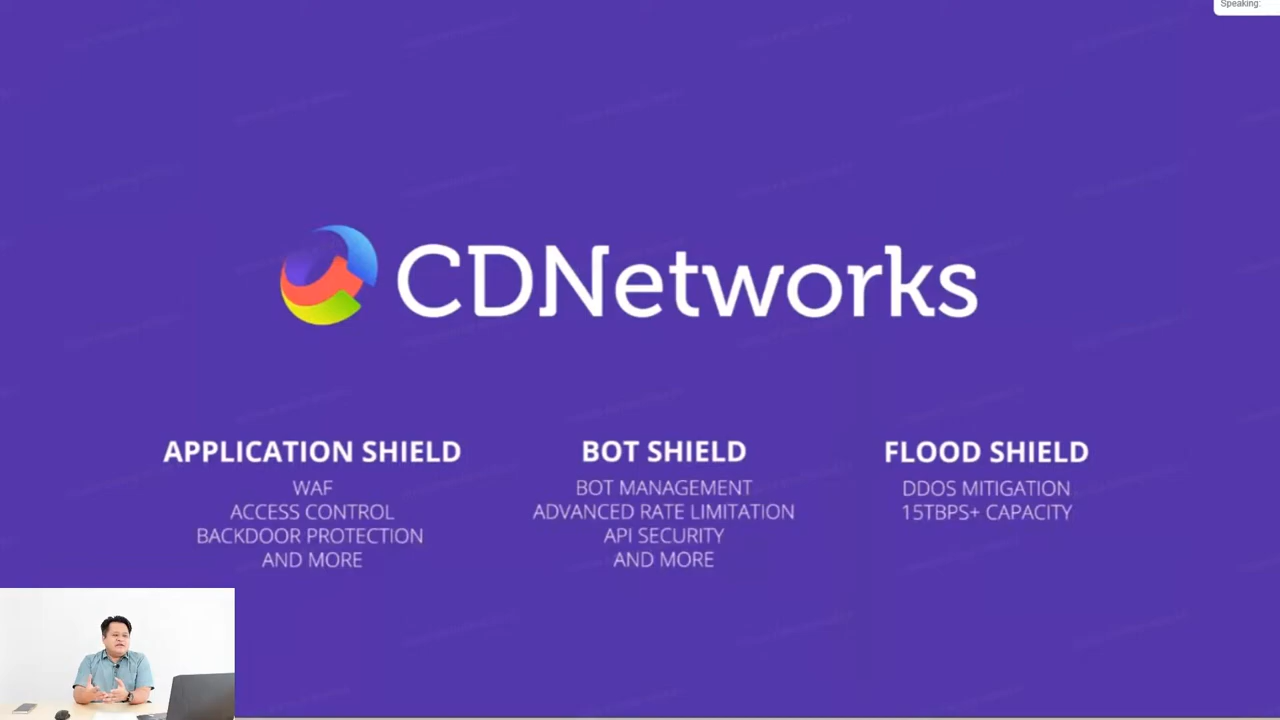 Speaking:
CDNetworks
APPLICATION SHIELD
WAF
ACCESS CONTROL
BACKDOOR PROTECTION
AND MORE
BOT SHIELD
BOT MANAGEMENT
ADVANCED RATE LIMITATION
API SECURITY
AND MORE
FLOOD SHIELD
DDOS MITIGATION
15TBPS+ CAPACITY